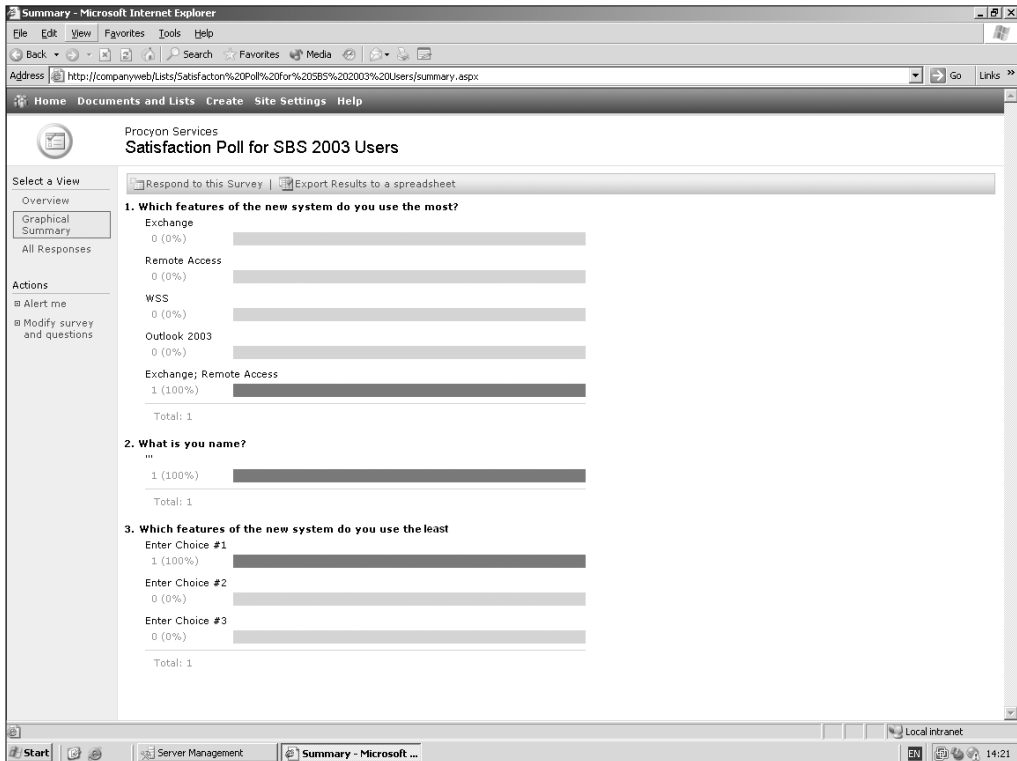 Summary - Microsoft Internet Explorer
File Edit View Favorites Tools Help
Back Search Favorites Media
Address http://companyweb/Lists/Satisfacton%20Poll%20for%20SBS%202003%20Users/summary.aspx Go Links »
Home Documents and Lists Create Site Settings Help
Procyon Services
Satisfaction Poll for SBS 2003 Users
Select a View
Overview
Graphical
Summary
All Responses
Actions
Alert me
Modify survey
and questions
Respond to this Survey | Export Results to a spreadsheet
1. Which features of the new system do you use the most?
Exchange
0 (0%)
Remote Access
0 (0%)
WSS
0 (0%)
Outlook 2003
0 (0%)
Exchange; Remote Access
1 (100%)
Total: 1
2. What is you name?
'''
1 (100%)
Total: 1
3. Which features of the new system do you use the least
Enter Choice #1
1 (100%)
Enter Choice #2
0 (0%)
Enter Choice #3
0 (0%)
Total: 1
Local intranet
Start Server Management Summary - Microsoft ... EN 14:21